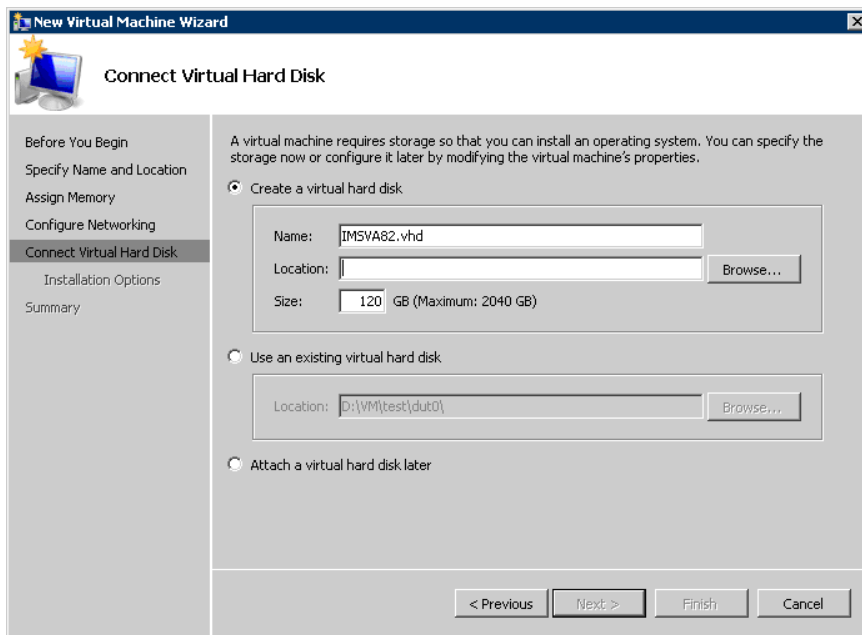 New Virtual Machine Wizard
Connect Virtual Hard Disk
Before You Begin
Specify Name and Location
Assign Memory
Configure Networking
Connect Virtual Hard Disk
Installation Options
Summary
A virtual machine requires storage so that you can install an operating system. You can specify the
storage now or configure it later by modifying the virtual machine's properties.
Create a virtual hard disk
Name: IMSVA82.vhd
Location: Browse...
Size: 120 GB (Maximum: 2040 GB)
Use an existing virtual hard disk
Location: D:\VM\test\dut0\ Browse...
Attach a virtual hard disk later
< Previous Next > Finish Cancel